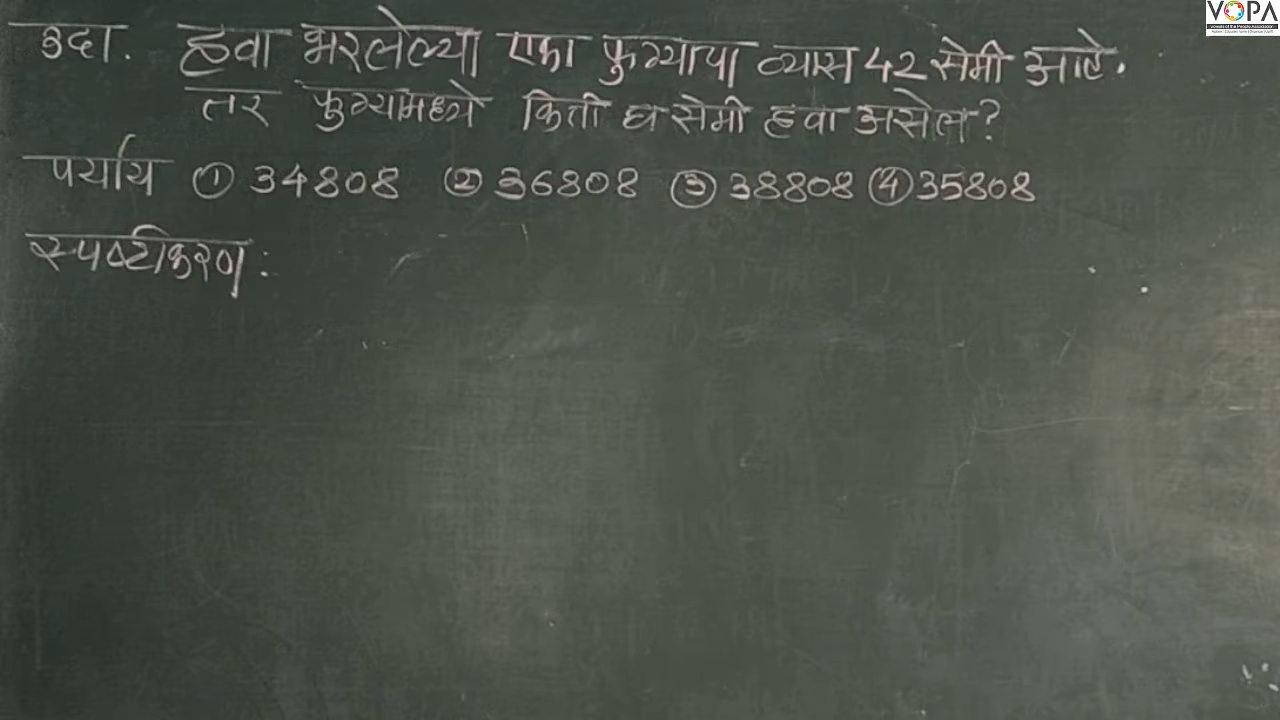 VOPA
उदा. हवा भरलेल्या एका फुग्याचा व्यास 42 सेमी आहे.
तर फुग्यामध्ये किती घसेमी हवा असेल?
पर्याय ① 34808 ② 36808 ③ 38808 ④ 35808
स्पष्टीकरण :